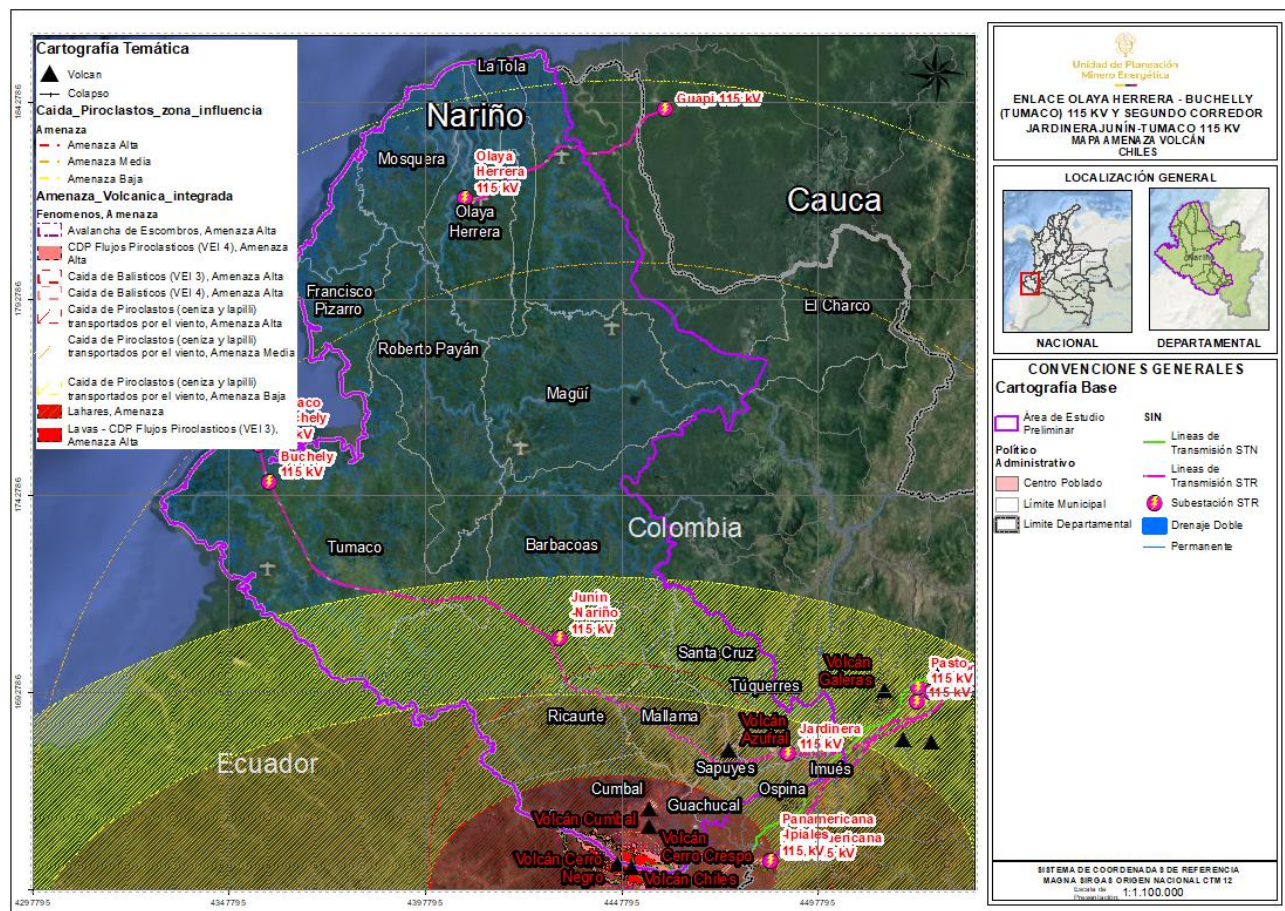 Cartografía Temática
Volcan
Colapso
Caida_Piroclastos_zona_influencia
Amenaza
Amenaza Alta
Amenaza Media
Amenaza Baja
Amenaza_Volcanica_integrada
Fenomenos, Amenaza
Avalancha de Escombros, Amenaza Alta
CDP Flujos Piroclasticos (VEI 4), Amenaza
Alta
Caida de Balisticos (VEI 3), Amenaza Alta
Caida de Balisticos (VEI 4), Amenaza Alta
Caida de Piroclastos (ceniza y lapilli)
transportados por el viento, Amenaza Alta
Caida de Piroclastos (ceniza y lapilli)
transportados por el viento, Amenaza Media
Caida de Piroclastos (ceniza y lapilli)
transportados por el viento, Amenaza Baja
Lahares, Amenaza
Lavas - CDP Flujos Piroclasticos (VEI 3),
Amenaza Alta
La Tola
Nariño
Guapi 115 kV
Mosquera
Olaya
Herrera
115 kV
Olaya
Herrera
Cauca
Francisco
Pizarro
El Charco
Roberto Payán
Magüí
Buchely
115 kV
Colombia
Tumaco
Barbacoas
Junín
-Nariño
115 kV
Santa Cruz
Túquerres
Volcán
Galeras
Pasto
115 kV
115 kV
Ricaurte
Mallama
Volcán
Azufral
Jardinera
115 kV
Ecuador
Sapuyes
Imués
Cumbal
Guachucal
Ospina
Volcán Cumbal
Volcán
Cerro Crespo
Panamericana
-Ipiales
115 kV
Volcán Cerro
Negro
Volcán Chiles
1842786
1792786
1742786
1692786
4297795
4347795
4397795
4447795
4497795
Unidad de Planeación
Minero Energética
ENLACE OLAYA HERRERA - BUCHELLY
(TUMACO) 115 KV Y SEGUNDO CORREDOR
JARDINERAJUNÍN-TUMACO 115 KV
MAPA AMENAZA VOLCÁN
CHILES
LOCALIZACIÓN GENERAL
Nariño
NACIONAL
DEPARTAMENTAL
CONVENCIONES GENERALES
Cartografía Base
Área de Estudio
Preliminar
Político
Administrativo
Centro Poblado
Límite Municipal
Limite Departamental
SIN
Lineas de
Transmisión STN
Lineas de
Transmisión STR
Subestación STR
Drenaje Doble
Permanente
SISTEMA DE COORDENADAS DE REFERENCIA
MAGNA SIRGAS ORIGEN NACIONAL CTM 12
Escala de
Presentación: 1:1.100.000